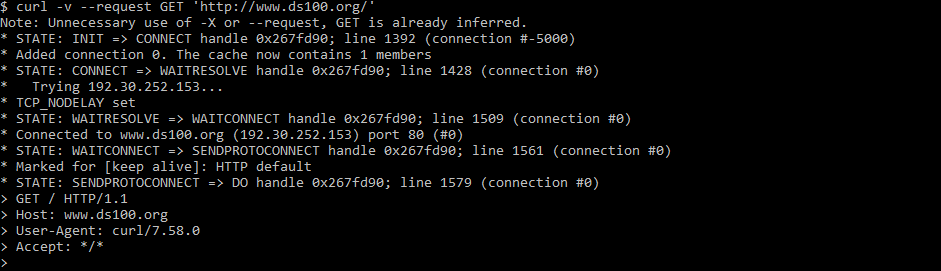 $ curl -v --request GET 'http://www.ds100.org/'
Note: Unnecessary use of -X or --request, GET is already inferred.
* STATE: INIT => CONNECT handle 0x267fd90; line 1392 (connection #-5000)
* Added connection 0. The cache now contains 1 members
* STATE: CONNECT => WAITRESOLVE handle 0x267fd90; line 1428 (connection #0)
*   Trying 192.30.252.153...
* TCP_NODELAY set
* STATE: WAITRESOLVE => WAITCONNECT handle 0x267fd90; line 1509 (connection #0)
* Connected to www.ds100.org (192.30.252.153) port 80 (#0)
* STATE: WAITCONNECT => SENDPROTOCONNECT handle 0x267fd90; line 1561 (connection #0)
* Marked for [keep alive]: HTTP default
* STATE: SENDPROTOCONNECT => DO handle 0x267fd90; line 1579 (connection #0)
> GET / HTTP/1.1
> Host: www.ds100.org
> User-Agent: curl/7.58.0
> Accept: */*
>